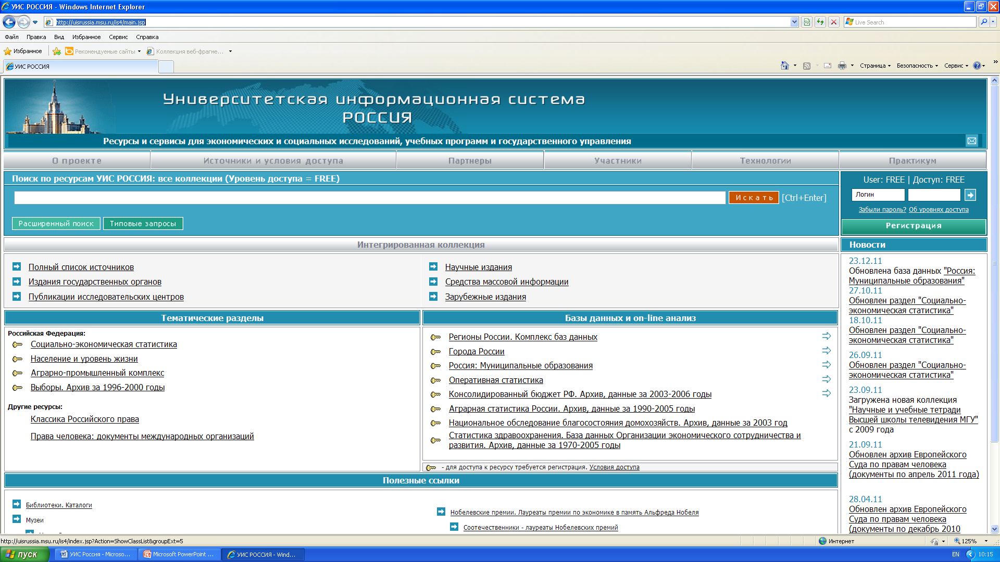 УИС РОССИЯ - Windows Internet Explorer
http://uisrussia.msu.ru/is4/main.jsp
Live Search
Файл Правка Вид Избранное Сервис Справка
Избранное Рекомендуемые сайты Коллекция веб-фрагме...
УИС РОССИЯ
Страница Безопасность Сервис
Университетская информационная система
РОССИЯ
Ресурсы и сервисы для экономических и социальных исследований, учебных программ и государственного управления
О проекте Источники и условия доступа Партнеры Участники Технологии Практикум
Поиск по ресурсам УИС РОССИЯ: все коллекции (Уровень доступа = FREE)
Искать [Ctrl+Enter]
Расширенный поиск Типовые запросы
User: FREE | Доступ: FREE
Логин
Забыли пароль? Об уровнях доступа
Регистрация
Интегрированная коллекция
Полный список источников
Издания государственных органов
Публикации исследовательских центров
Научные издания
Средства массовой информации
Зарубежные издания
Тематические разделы
Российская Федерация:
Социально-экономическая статистика
Население и уровень жизни
Аграрно-промышленный комплекс
Выборы. Архив за 1996-2000 годы
Другие ресурсы:
Классика Российского права
Права человека: документы международных организаций
Базы данных и on-line анализ
Регионы России. Комплекс баз данных
Города России
Россия: Муниципальные образования
Оперативная статистика
Консолидированный бюджет РФ. Архив, данные за 2003-2006 годы
Аграрная статистика России. Архив, данные за 1990-2005 годы
Национальное обследование благосостояния домохозяйств. Архив, данные за 2003 год
Статистика здравоохранения. База данных Организации экономического сотрудничества и
развития. Архив, данные за 1970-2005 годы
- для доступа к ресурсу требуется регистрация. Условия доступа
Полезные ссылки
Библиотеки. Каталоги
Музеи
Нобелевские премии. Лауреаты премии по экономике в память Альфреда Нобеля
Соотечественники - лауреаты Нобелевских премий
Новости
23.12.11
Обновлена база данных "Россия:
Муниципальные образования"
27.10.11
Обновлен раздел "Социально-
экономическая статистика"
18.10.11
Обновлен раздел "Социально-
экономическая статистика"
26.09.11
Обновлен раздел "Социально-
экономическая статистика"
23.09.11
Загружена новая коллекция
"Научные и учебные тетради
Высшей школы телевидения МГУ"
с 2009 года
21.09.11
Обновлен архив Европейского
Суда по правам человека
(документы по апрель 2011 года)
28.04.11
Обновлен архив Европейского
Суда по правам человека
(документы по декабрь 2010
http://uisrussia.msu.ru/is4/index.jsp?Action=ShowClassList&groupExt=5
Интернет 125%
пуск УИС Россия - Microso... Microsoft PowerPoint ... УИС РОССИЯ - Wind... EN 10:15